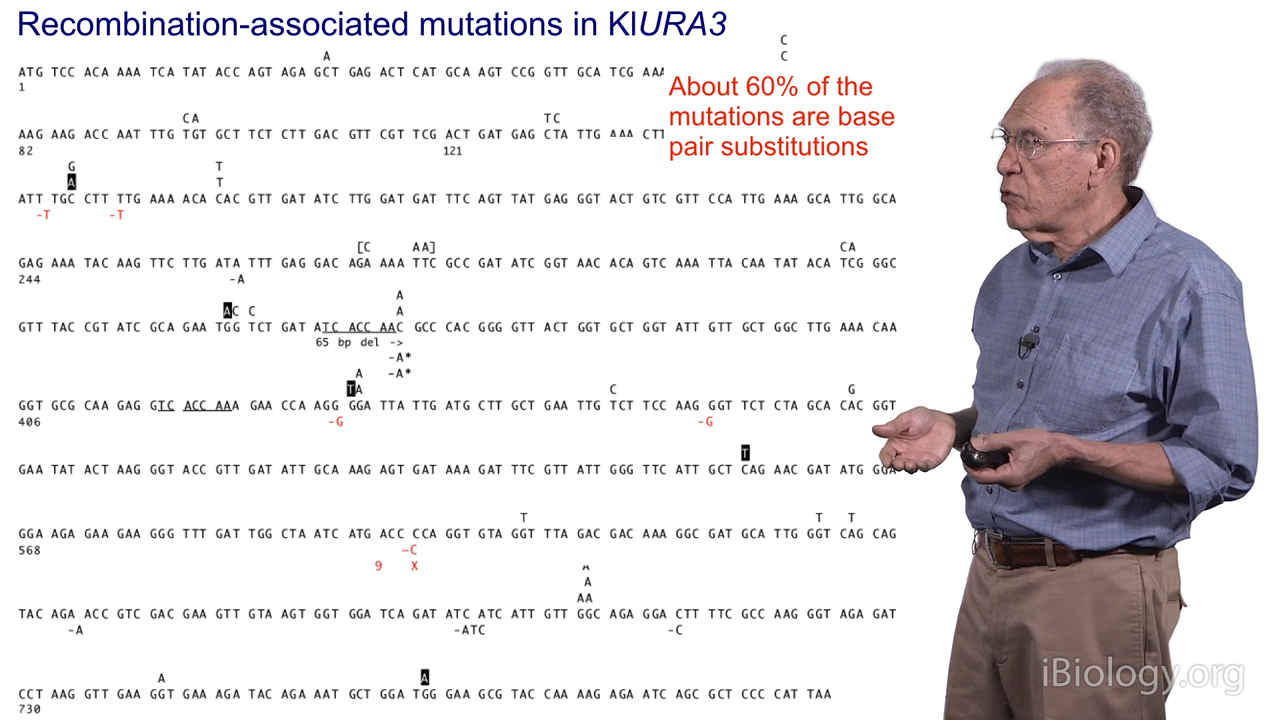 Recombination-associated mutations in KlURA3
C
A C
ATG TCC ACA AAA TCA TAT ACC AGT AGA GCT GAG ACT CAT GCA AGT CCG GTT GCA TCG AAA
1
About 60% of the
mutations are base
pair substitutions
CA TC
AAG AAG ACC AAT TTG TGT GCT TCT CTT GAC GTT CGT TCG ACT GAT GAG CTA TTG AAA CTT
82 121
G T
A T
ATT TGC CTT TTG AAA ACA CAC GTT GAT ATC TTG GAT GAT TTC AGT TAT GAG GGT ACT GTC GTT CCA TTG AAA GCA TTG GCA
-T -T
[C AA] CA
GAG AAA TAC AAG TTC TTG ATA TTT GAG GAC AGA AAA TTC GCC GAT ATC GGT AAC ACA GTC AAA TTA CAA TAT ACA TCG GGC
244 -A
A
AC C A
GTT TAC CGT ATC GCA GAA TGG TCT GAT ATC ACC AAC GCC CAC GGG GTT ACT GGT GCT GGT ATT GTT GCT GGC TTG AAA CAA
65 bp del ->
-A*
A -A*
TA C G
GGT GCG CAA GAG GTC ACC AAA GAA CCA AGG GGA TTA TTG ATG CTT GCT GAA TTG TCT TCC AAG GGT TCT CTA GCA CAC GGT
406 -G -G
T
GAA TAT ACT AAG GGT ACC GTT GAT ATT GCA AAG AGT GAT AAA GAT TTC GTT ATT GGG TTC ATT GCT CAG AAC GAT ATG GGA
T T T
GGA AGA GAA GAA GGG TTT GAT TGG CTA ATC ATG ACC CCA GGT GTA GGT TTA GAC GAC AAA GGC GAT GCA TTG GGT CAG CAG
568 -C
9 X
A
A
AA
TAC AGA ACC GTC GAC GAA GTT GTA AGT GGT GGA TCA GAT ATC ATC ATT GTT GGC AGA GGA CTT TTC GCC AAG GGT AGA GAT
-A -ATC -C
A A
CCT AAG GTT GAA GGT GAA AGA TAC AGA AAT GCT GGA TGG GAA GCG TAC CAA AAG AGA ATC AGC GCT CCC CAT TAA
730
iBiology.org